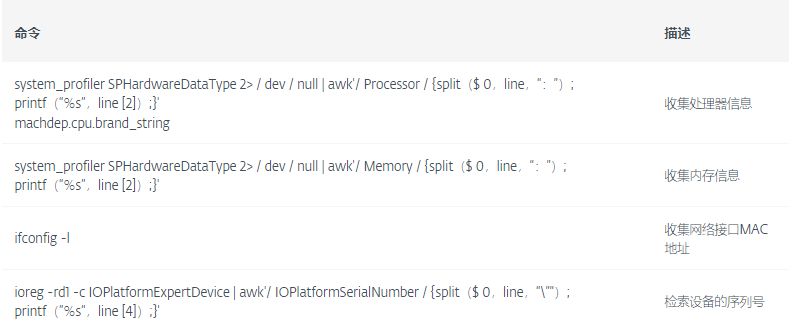 命令
描述
system_profiler SPHardwareDataType 2> / dev / null | awk'/ Processor / {split（$ 0，line，“：”）;
printf（“%s”，line [2]）;}'
machdep.cpu.brand_string
收集处理器信息
system_profiler SPHardwareDataType 2> / dev / null | awk'/ Memory / {split（$ 0，line，“：”）;
printf（“%s”，line [2]）;}'
收集内存信息
ifconfig -l
收集网络接口MAC
地址
ioreg -rd1 -c IOPlatformExpertDevice | awk'/ IOPlatformSerialNumber / {split（$ 0，line，“\””）;
printf（“%s”，line [4]）;}'
检索设备的序列号